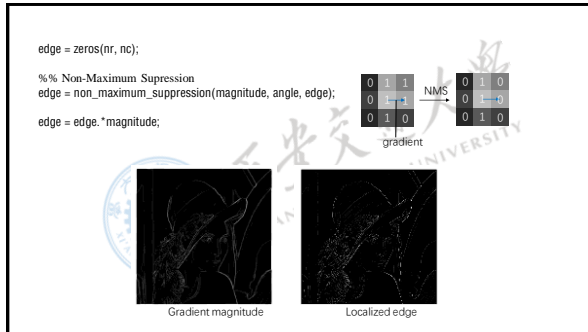 edge = zeros(nr, nc);
%% Non-Maximum Supression
edge = non_maximum_suppression(magnitude, angle, edge);
edge = edge.*magnitude;
0 1 1
0 1 1
0 1 0
NMS
0 1 0
0 1 0
0 1 0
gradient
UNIVERSITY
Gradient magnitude
Localized edge